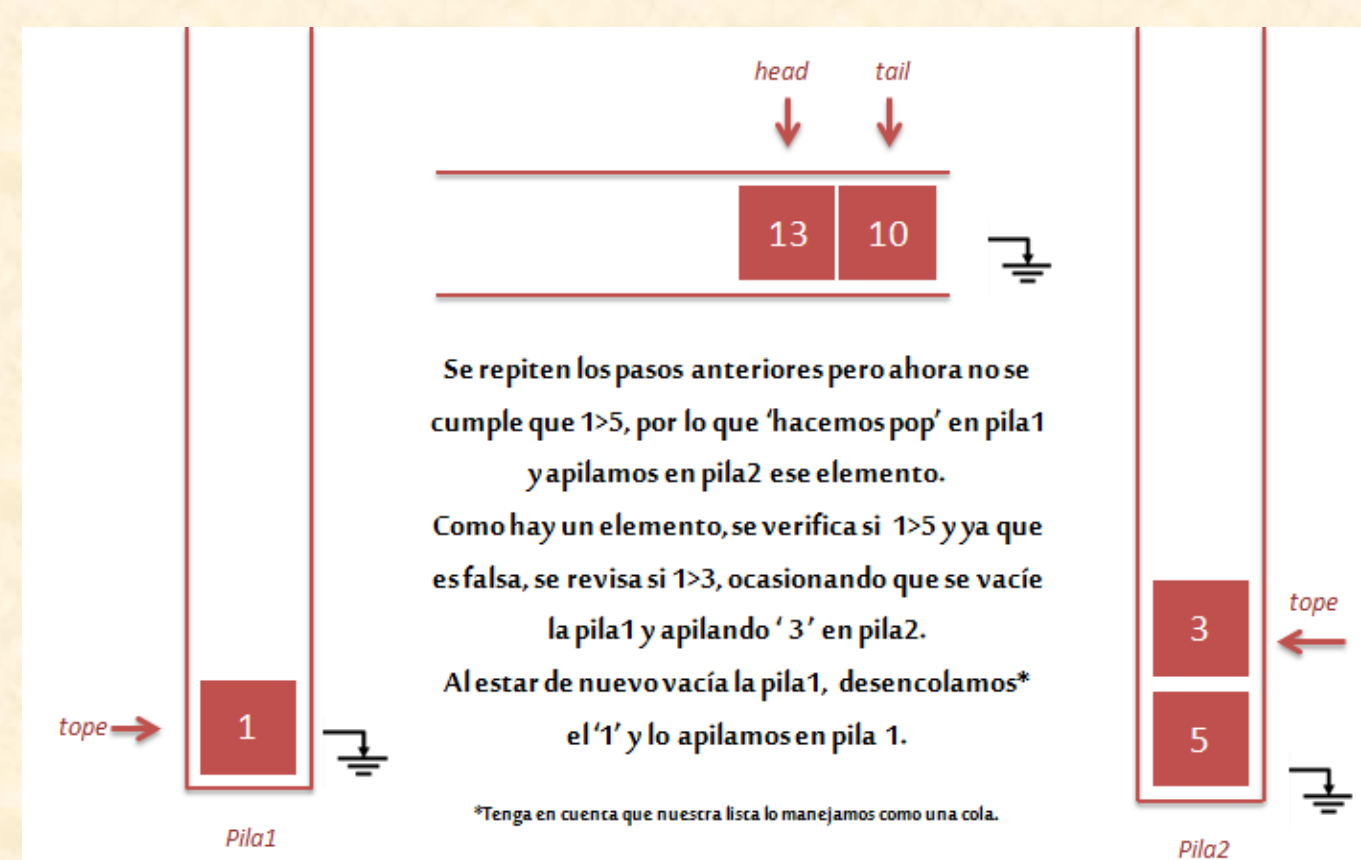 head tail
13 10
Se repiten los pasos anteriores pero ahora no se
cumple que 1>5, por lo que ‘hacemos pop’ en pila1
y apilamos en pila2 ese elemento.
Como hay un elemento, se verifica si 1>5 y ya que
es falsa, se revisa si 1>3, ocasionando que se vacíe
la pila1 y apilando ‘ 3 ’ en pila2.
Al estar de nuevo vacía la pila1, desencolamos*
el ‘1’ y lo apilamos en pila 1.
*Tenga en cuenta que nuestra lista lo manejamos como una cola.
tope
1
Pila1
3
tope
5
Pila2